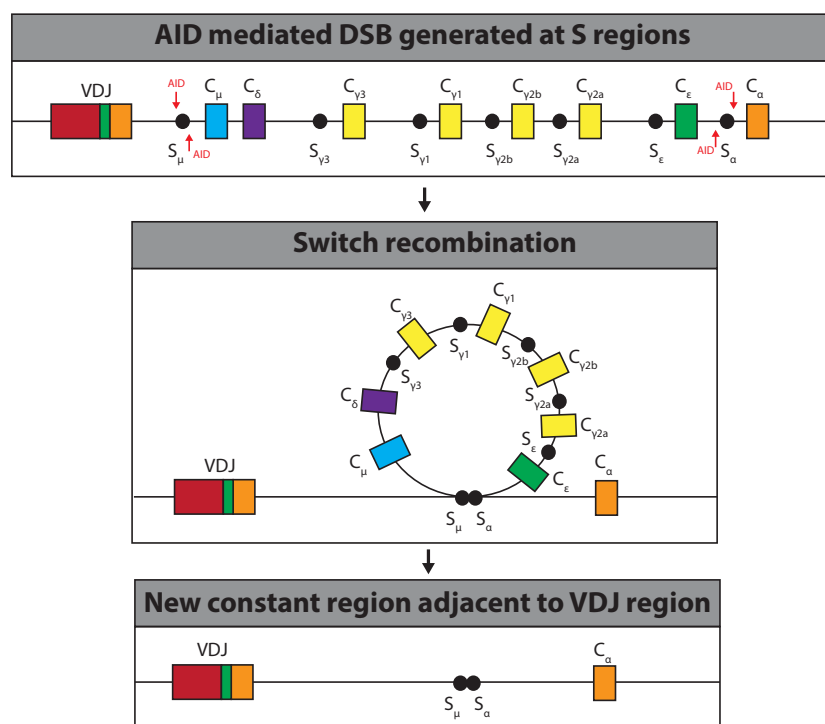 AID mediated DSB generated at S regions
VDJ AID Cμ Cδ Cγ3 Cγ1 Cγ2b Cγ2a Cε AID Cα
Sμ AID Sγ3 Sγ1 Sγ2b Sγ2a Sε AID Sα
Switch recombination
Cγ1
Cγ3
Sγ1 Sγ2b Cγ2b
Sγ3
Cδ Sγ2a
Cγ2a
Sε
Cμ
VDJ Cε Cα
Sμ Sα
New constant region adjacent to VDJ region
VDJ Cα
Sμ Sα